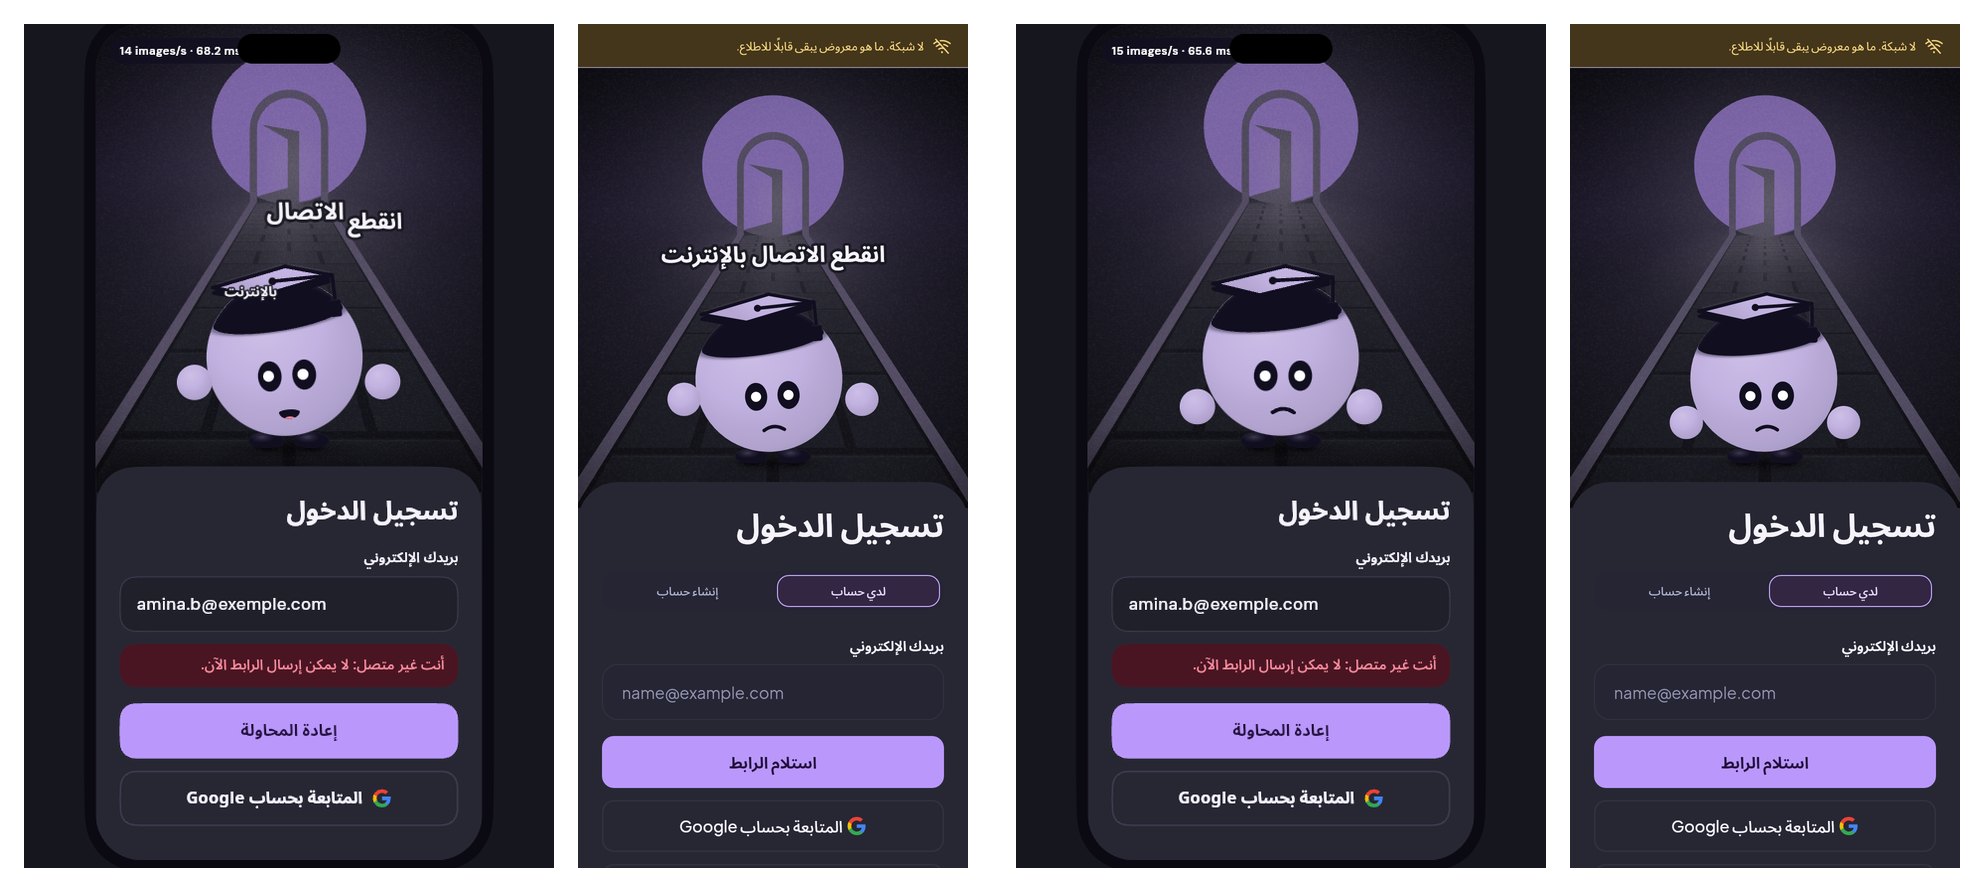 14 images/s · 68.2 ms
انقطع الاتصال
بالإنترنت
تسجيل الدخول
بريدك الإلكتروني
amina.b@exemple.com
أنت غير متصل: لا يمكن إرسال الرابط الآن.
إعادة المحاولة
المتابعة بحساب Google
لا شبكة. ما هو معروض يبقى قابلًا للاطلاع.
انقطع الاتصال بالإنترنت
تسجيل الدخول
لدي حساب
إنشاء حساب
بريدك الإلكتروني
name@example.com
استلام الرابط
المتابعة بحساب Google
15 images/s · 65.6 ms
تسجيل الدخول
بريدك الإلكتروني
amina.b@exemple.com
أنت غير متصل: لا يمكن إرسال الرابط الآن.
إعادة المحاولة
المتابعة بحساب Google
لا شبكة. ما هو معروض يبقى قابلًا للاطلاع.
تسجيل الدخول
لدي حساب
إنشاء حساب
بريدك الإلكتروني
name@example.com
استلام الرابط
المتابعة بحساب Google